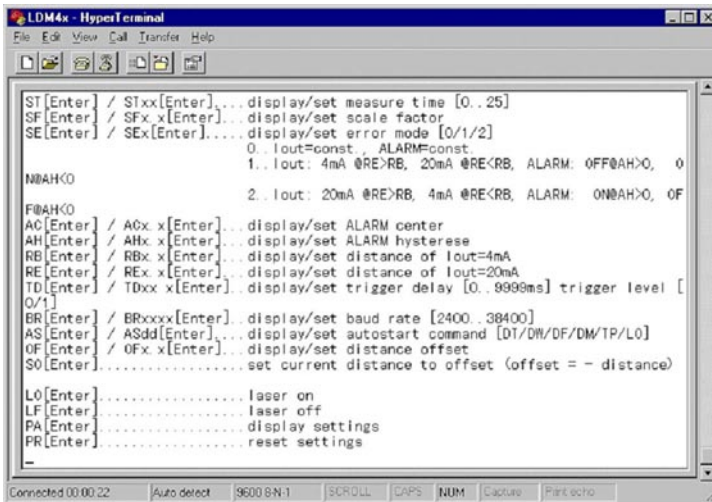 LDM4x - HyperTerminal
File Edit View Call Transfer Help
ST[Enter] / STxx[Enter]....display/set measure time [0..25]
SF[Enter] / SFx.x[Enter]...display/set scale factor
SE[Enter] / SEx[Enter].....display/set error mode [0/1/2]
0..Iout=const., ALARM=const.
1..Iout: 4mA @RE>RB, 20mA @RE<RB, ALARM: OFF@AH>0, O
N@AH<0
2..Iout: 20mA @RE>RB, 4mA @RE<RB, ALARM: ON@AH>0, OF
F@AH<0
AC[Enter] / ACx.x[Enter]...display/set ALARM center
AH[Enter] / AHx.x[Enter]...display/set ALARM hysterese
RB[Enter] / RBx.x[Enter]...display/set distance of Iout=4mA
RE[Enter] / REx.x[Enter]...display/set distance of Iout=20mA
TD[Enter] / TDxx x[Enter]..display/set trigger delay [0..9999ms] trigger level [
0/1]
BR[Enter] / BRxxxx[Enter]..display/set baud rate [2400..38400]
AS[Enter] / ASdd[Enter]....display/set autostart command [DT/DW/DF/DM/TP/LO]
OF[Enter] / OFx.x[Enter]...display/set distance offset
SO[Enter]..................set current distance to offset (offset = - distance)
LO[Enter]..................laser on
LF[Enter]..................laser off
PA[Enter]..................display settings
PR[Enter]..................reset settings
_
Connected 00:00:22 Auto detect 9600 8-N-1 SCROLL CAPS NUM Capture Print echo